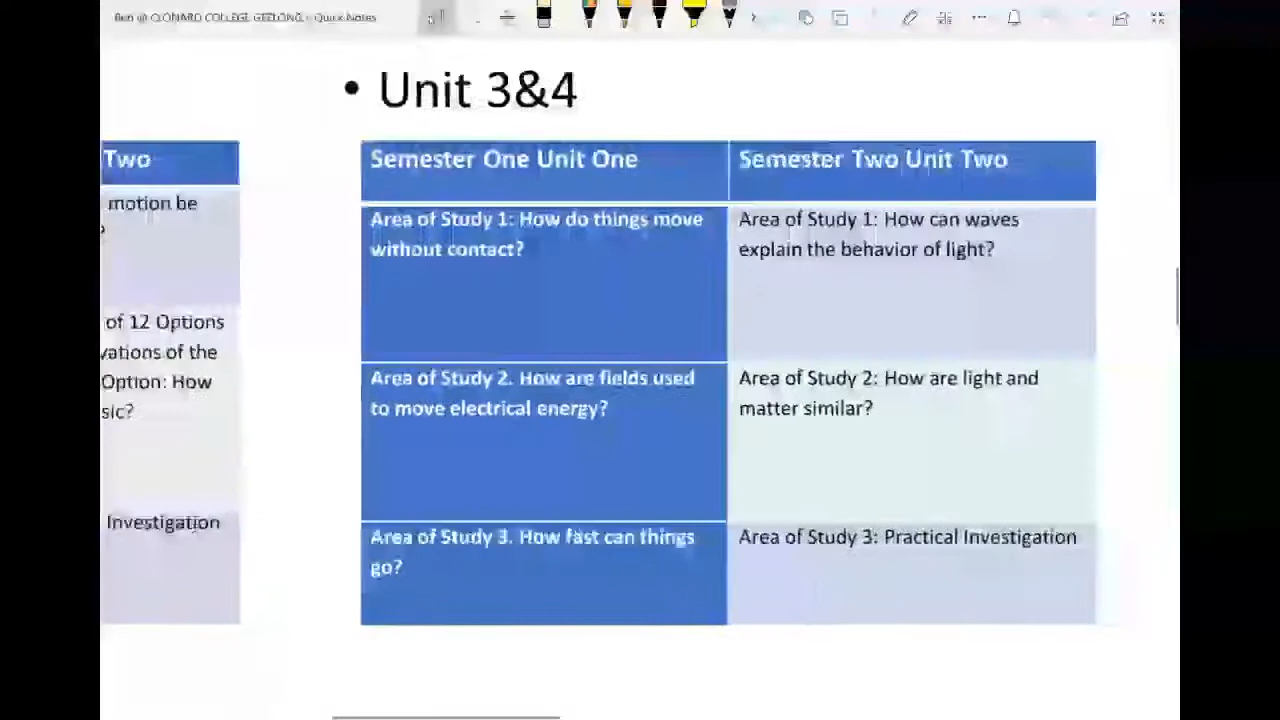 Ben @ CLONARD COLLEGE GEELONG - Quick Notes
• Unit 3&4
Two
motion be
?
of 12 Options
vations of the
Option: How
sic?
Investigation
Semester One Unit One
Semester Two Unit Two
Area of Study 1: How do things move
without contact?
Area of Study 1: How can waves
explain the behavior of light?
Area of Study 2. How are fields used
to move electrical energy?
Area of Study 2: How are light and
matter similar?
Area of Study 3. How fast can things
go?
Area of Study 3: Practical Investigation